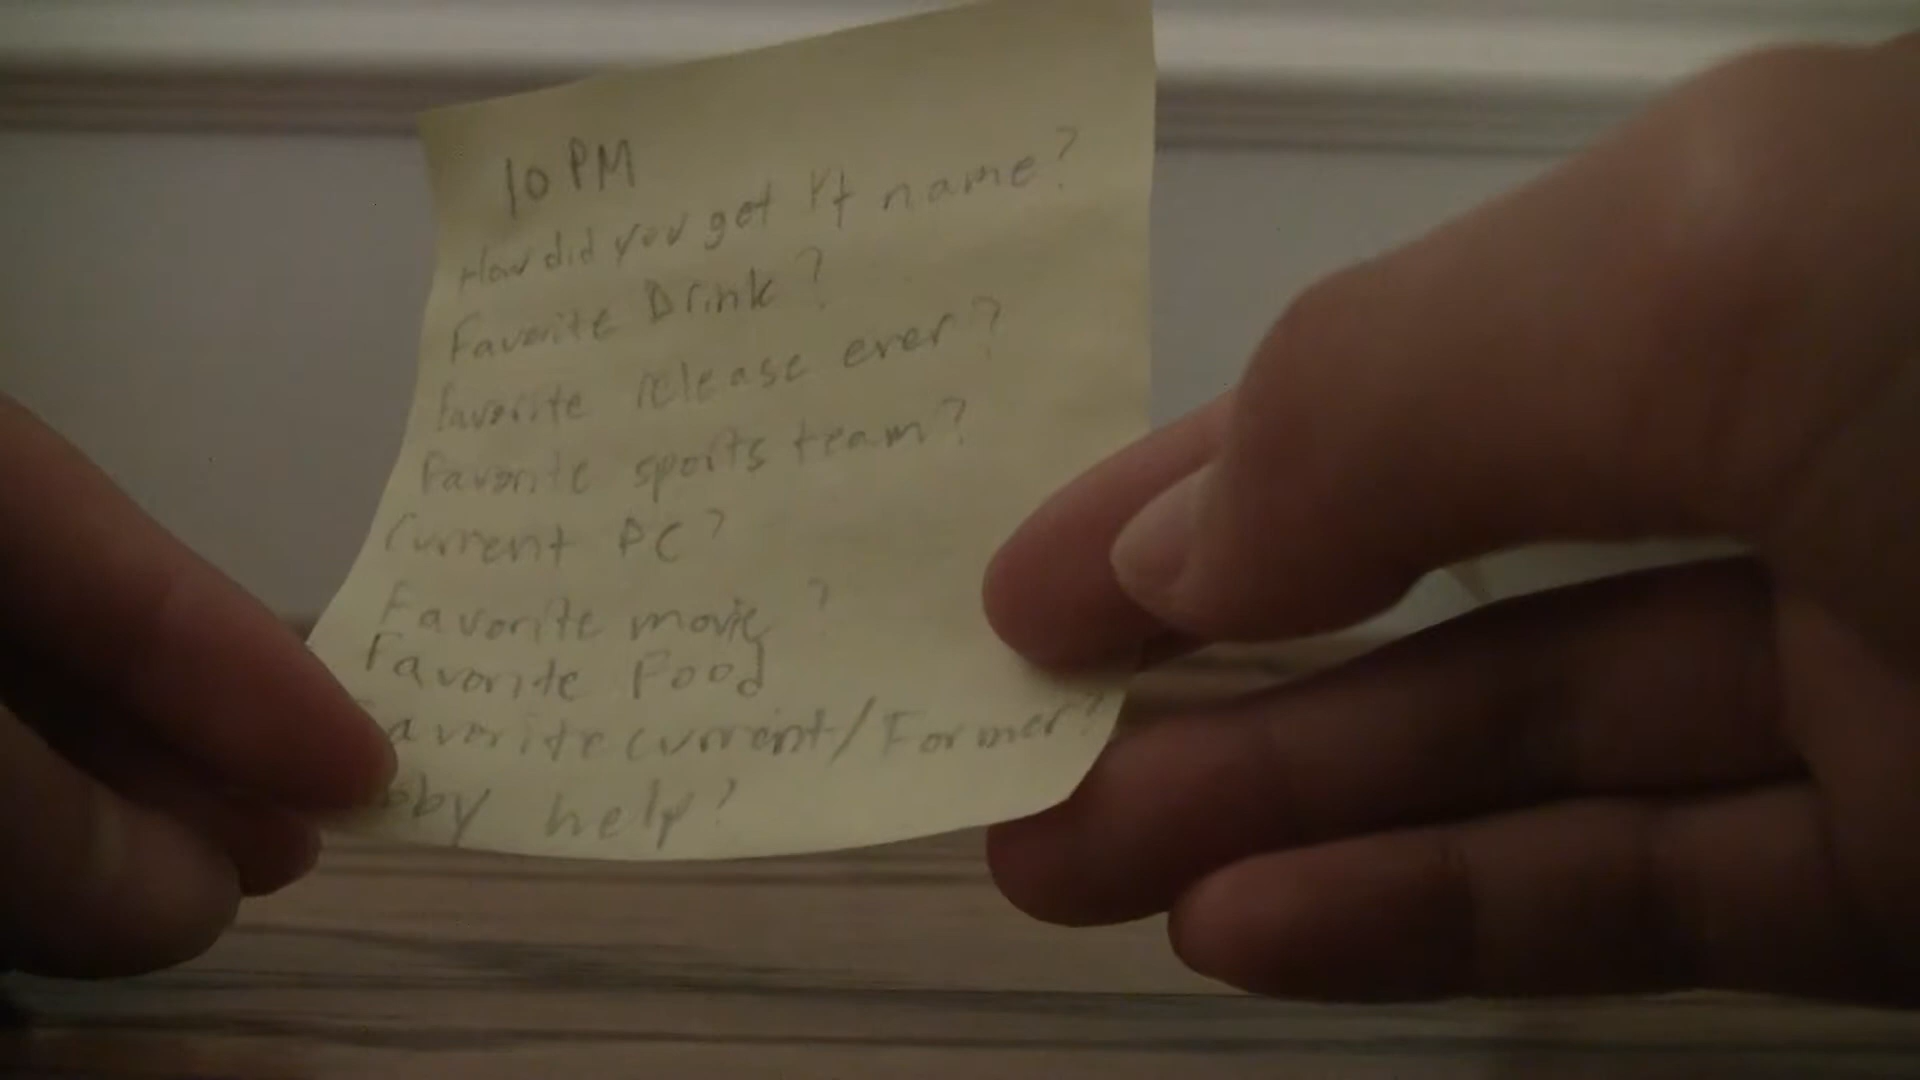 10 PM
How did you get Yt name?
Favorite Drink?
Favorite release ever?
Favorite sports team?
Current PC?
Favorite movie?
Favorite Food
avorite current/Former?
bby help?